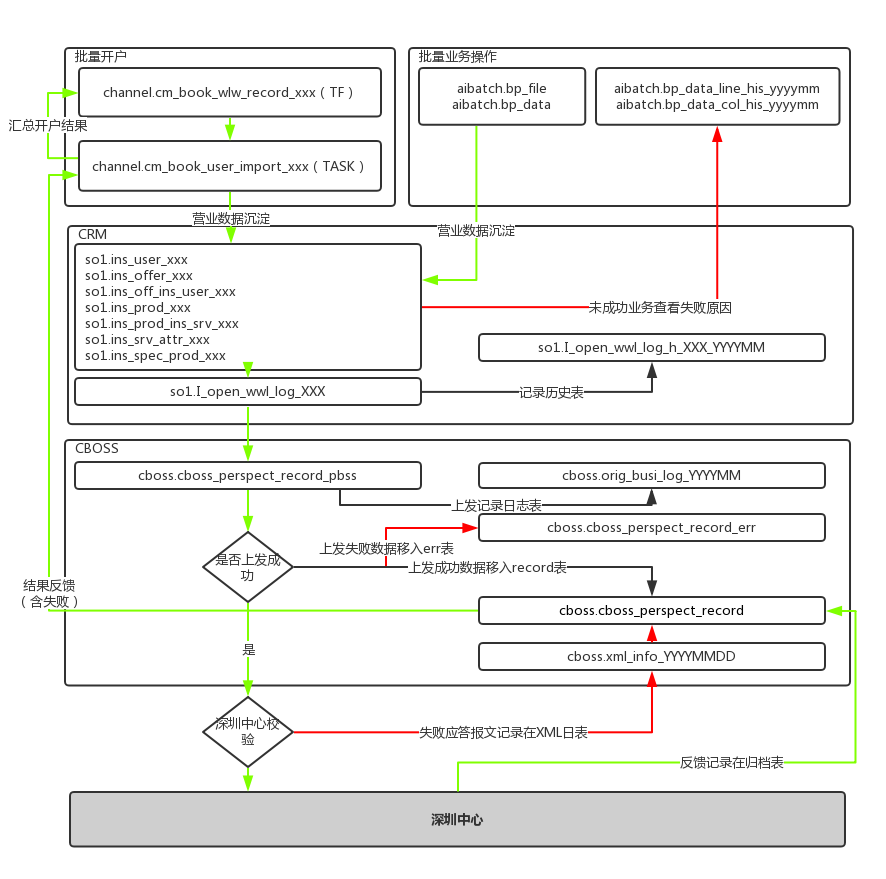 批量开户
channel.cm_book_wlw_record_xxx（TF）
汇总开户结果
channel.cm_book_user_import_xxx（TASK）
营业数据沉淀
批量业务操作
aibatch.bp_file
aibatch.bp_data
aibatch.bp_data_line_his_yyyymm
aibatch.bp_data_col_his_yyyymm
营业数据沉淀
CRM
so1.ins_user_xxx
so1.ins_offer_xxx
so1.ins_off_ins_user_xxx
so1.ins_prod_xxx
so1.ins_prod_ins_srv_xxx
so1.ins_srv_attr_xxx
so1.ins_spec_prod_xxx
未成功业务查看失败原因
so1.I_open_wwl_log_h_XXX_YYYYMM
so1.I_open_wwl_log_XXX
记录历史表
CBOSS
cboss.cboss_perspect_record_pbss
cboss.orig_busi_log_YYYYMM
上发记录日志表
cboss.cboss_perspect_record_err
上发失败数据移入err表
是否上发成
功
上发成功数据移入record表
结果反馈
（含失败）
cboss.cboss_perspect_record
是
cboss.xml_info_YYYYMMDD
深圳中心校
验
失败应答报文记录在XML日表
反馈记录在归档表
深圳中心